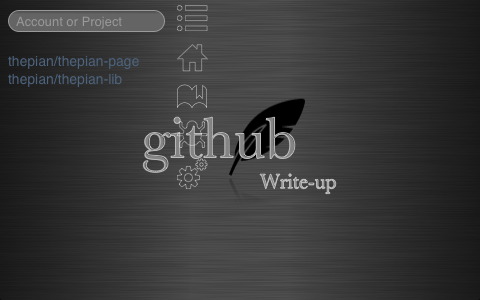 Account or Project
thepian/thepian-page
thepian/thepian-lib
github
Write-up